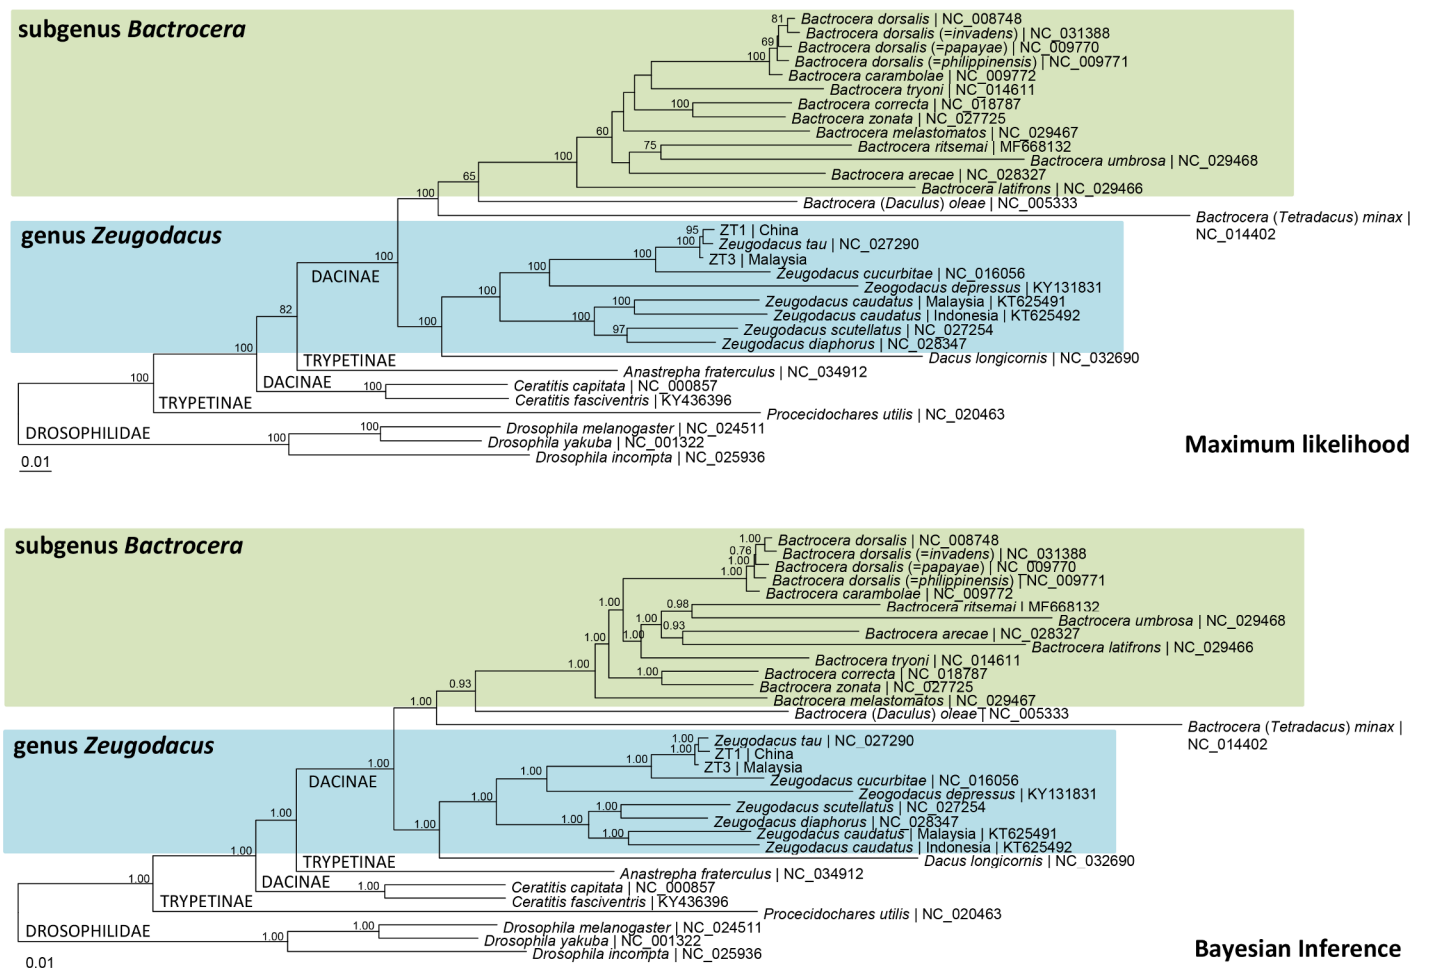 subgenus Bactrocera
81
Bactrocera dorsalis | NC_008748
Bactrocera dorsalis (=invadens) | NC_031388
69
Bactrocera dorsalis (=papayae) | NC_009770
100
Bactrocera dorsalis (=philippinensis) | NC_009771
Bactrocera carambolae | NC_009772
Bactrocera tryoni | NC_014611
100
Bactrocera correcta | NC_018787
Bactrocera zonata | NC_027725
60
Bactrocera melastomatos | NC_029467
75
Bactrocera ritsemai | MF668132
100
Bactrocera umbrosa | NC_029468
65
Bactrocera arecae | NC_028327
100
Bactrocera latifrons | NC_029466
Bactrocera (Daculus) oleae | NC_005333
Bactrocera (Tetradacus) minax |
NC_014402
genus Zeugodacus
95
ZT1 | China
100
Zeugodacus tau | NC_027290
100
ZT3 | Malaysia
100
100
Zeugodacus cucurbitae | NC_016056
DACINAE
100
Zeogodacus depressus | KY131831
100
Zeugodacus caudatus | Malaysia | KT625491
82
100
Zeugodacus caudatus | Indonesia | KT625492
100
97
Zeugodacus scutellatus | NC_027254
100
Zeugodacus diaphorus | NC_028347
TRYPETINAE
Dacus longicornis | NC_032690
100
Anastrepha fraterculus | NC_034912
DACINAE
100
Ceratitis capitata | NC_000857
TRYPETINAE
Ceratitis fasciventris | KY436396
Procecidochares utilis | NC_020463
DROSOPHILIDAE
100
100
Drosophila melanogaster | NC_024511
Drosophila yakuba | NC_001322
Drosophila incompta | NC_025936
0.01
Maximum likelihood
subgenus Bactrocera
1.00
Bactrocera dorsalis | NC_008748
0.76
Bactrocera dorsalis (=invadens) | NC_031388
1.00
Bactrocera dorsalis (=papayae) | NC_009770
1.00
Bactrocera dorsalis (=philippinensis) | NC_009771
Bactrocera carambolae | NC_009772
1.00
0.98
Bactrocera ritsemai | MF668132
1.00
Bactrocera umbrosa | NC_029468
1.00
1.00
0.93
Bactrocera arecae | NC_028327
Bactrocera latifrons | NC_029466
1.00
Bactrocera tryoni | NC_014611
1.00
Bactrocera correcta | NC_018787
0.93
Bactrocera zonata | NC_027725
1.00
Bactrocera melastomatos | NC_029467
Bactrocera (Daculus) oleae | NC_005333
Bactrocera (Tetradacus) minax |
NC_014402
genus Zeugodacus
1.00
Zeugodacus tau | NC_027290
1.00
ZT1 | China
1.00
ZT3 | Malaysia
1.00
1.00
Zeugodacus cucurbitae | NC_016056
DACINAE
1.00
Zeogodacus depressus | KY131831
1.00
Zeugodacus scutellatus | NC_027254
1.00
1.00
1.00
Zeugodacus diaphorus | NC_028347
1.00
Zeugodacus caudatus | Malaysia | KT625491
1.00
Zeugodacus caudatus | Indonesia | KT625492
TRYPETINAE
Dacus longicornis | NC_032690
Anastrepha fraterculus | NC_034912
1.00
DACINAE
1.00
Ceratitis capitata | NC_000857
TRYPETINAE
Ceratitis fasciventris | KY436396
Procecidochares utilis | NC_020463
DROSOPHILIDAE
1.00
1.00
Drosophila melanogaster | NC_024511
Drosophila yakuba | NC_001322
Drosophila incompta | NC_025936
0.01
Bayesian Inference